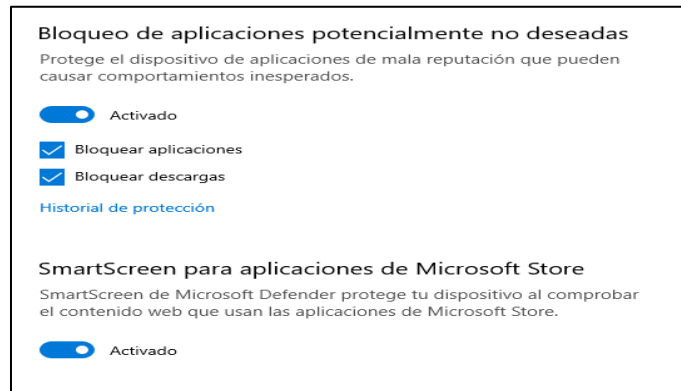 Bloqueo de aplicaciones potencialmente no deseadas
Protege el dispositivo de aplicaciones de mala reputación que pueden
causar comportamientos inesperados.
Activado
Bloquear aplicaciones
Bloquear descargas
Historial de protección
SmartScreen para aplicaciones de Microsoft Store
SmartScreen de Microsoft Defender protege tu dispositivo al comprobar
el contenido web que usan las aplicaciones de Microsoft Store.
Activado